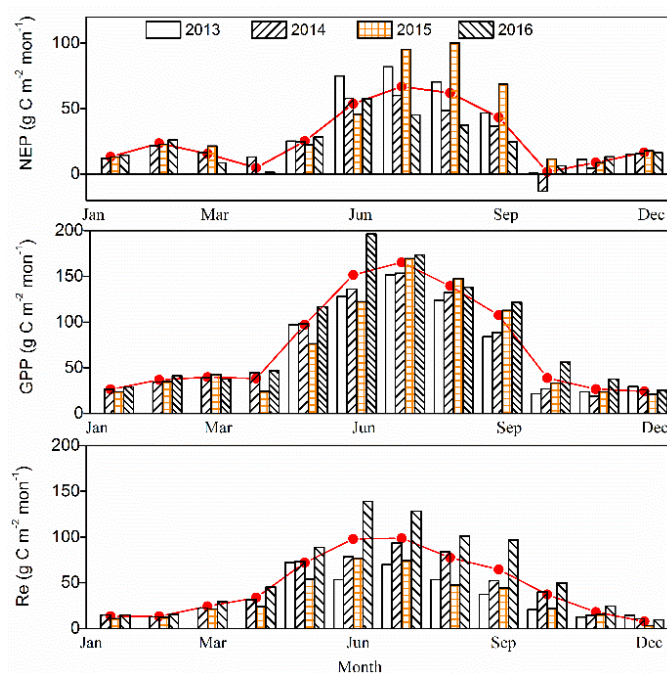 2013 2014 2015 2016
100
50
0
NEP (g C m-2 mon-1)
Jan Mar Jun Sep Dec
200
150
100
50
0
GPP (g C m-2 mon-1)
Jan Mar Jun Sep Dec
200
150
100
50
0
Re (g C m-2 mon-1)
Jan Mar Jun Sep Dec
Month